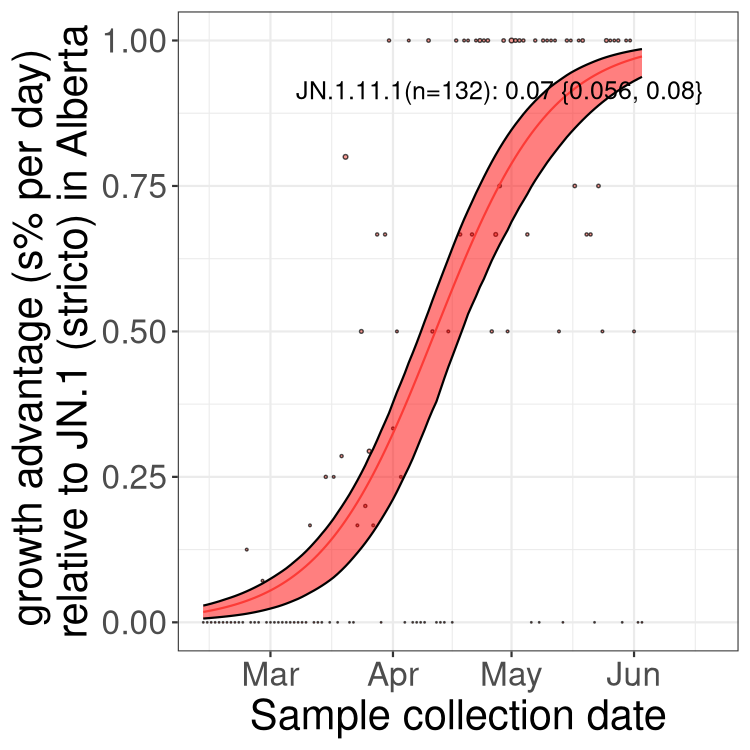 growth advantage (s% per day)
relative to JN.1 (stricto) in Alberta
1.00
0.75
0.50
0.25
0.00
JN.1.11.1(n=132): 0.07 {0.056, 0.08}
Mar Apr May Jun
Sample collection date